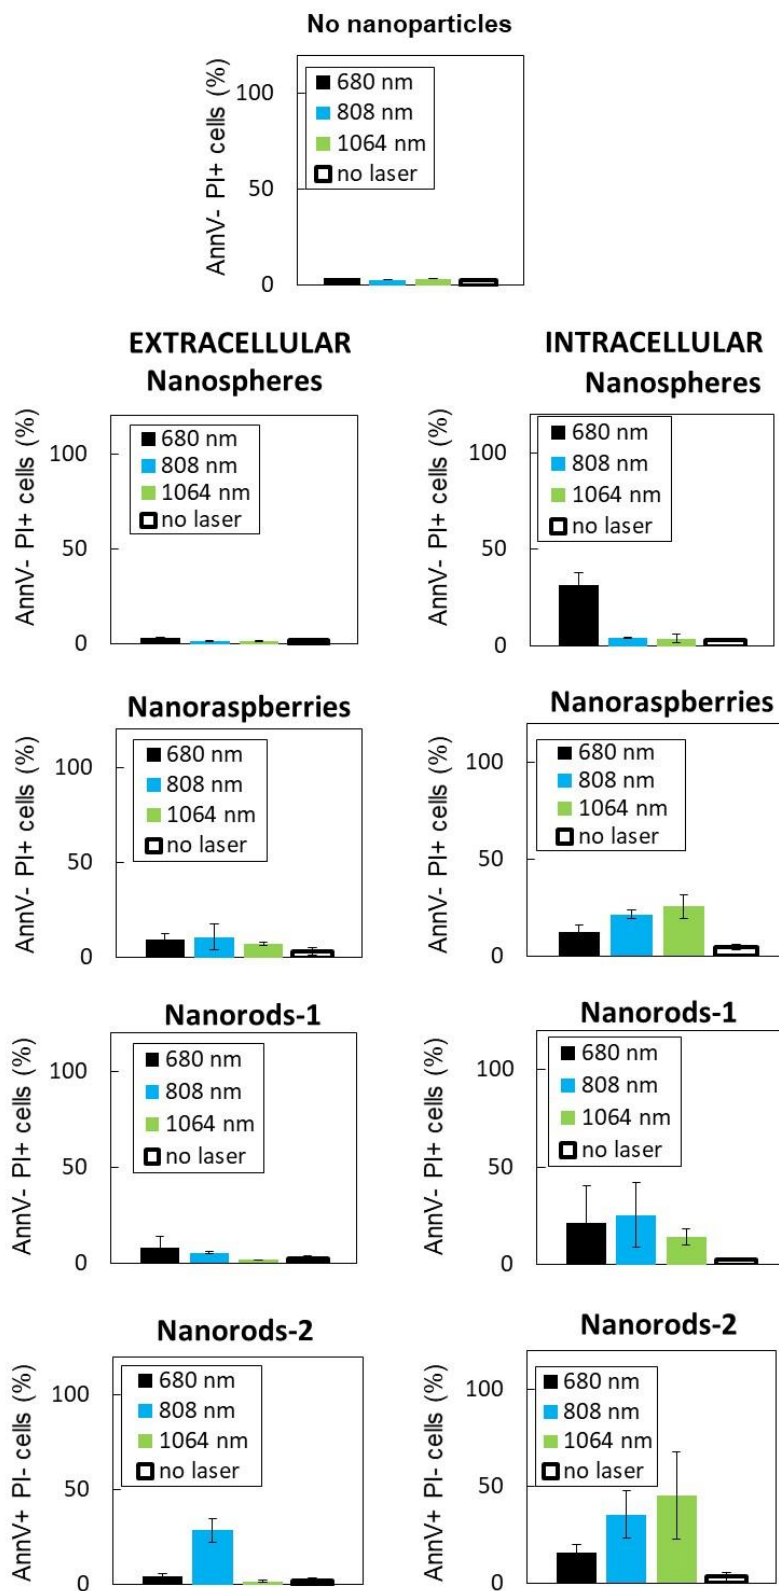 No nanoparticles
AnnV- PI+ cells (%)
100
50
0
680 nm
808 nm
1064 nm
no laser
EXTRACELLULAR
Nanospheres
AnnV- PI+ cells (%)
100
50
0
680 nm
808 nm
1064 nm
no laser
INTRACELLULAR
Nanospheres
AnnV- PI+ cells (%)
100
50
0
680 nm
808 nm
1064 nm
no laser
Nanoraspberries
AnnV- PI+ cells (%)
100
50
0
680 nm
808 nm
1064 nm
no laser
Nanoraspberries
AnnV- PI+ cells (%)
100
50
0
680 nm
808 nm
1064 nm
no laser
Nanorods-1
AnnV- PI+ cells (%)
100
50
0
680 nm
808 nm
1064 nm
no laser
Nanorods-1
AnnV- PI+ cells (%)
100
50
0
680 nm
808 nm
1064 nm
no laser
Nanorods-2
AnnV+ PI- cells (%)
100
50
0
680 nm
808 nm
1064 nm
no laser
Nanorods-2
AnnV+ PI- cells (%)
100
50
0
680 nm
808 nm
1064 nm
no laser